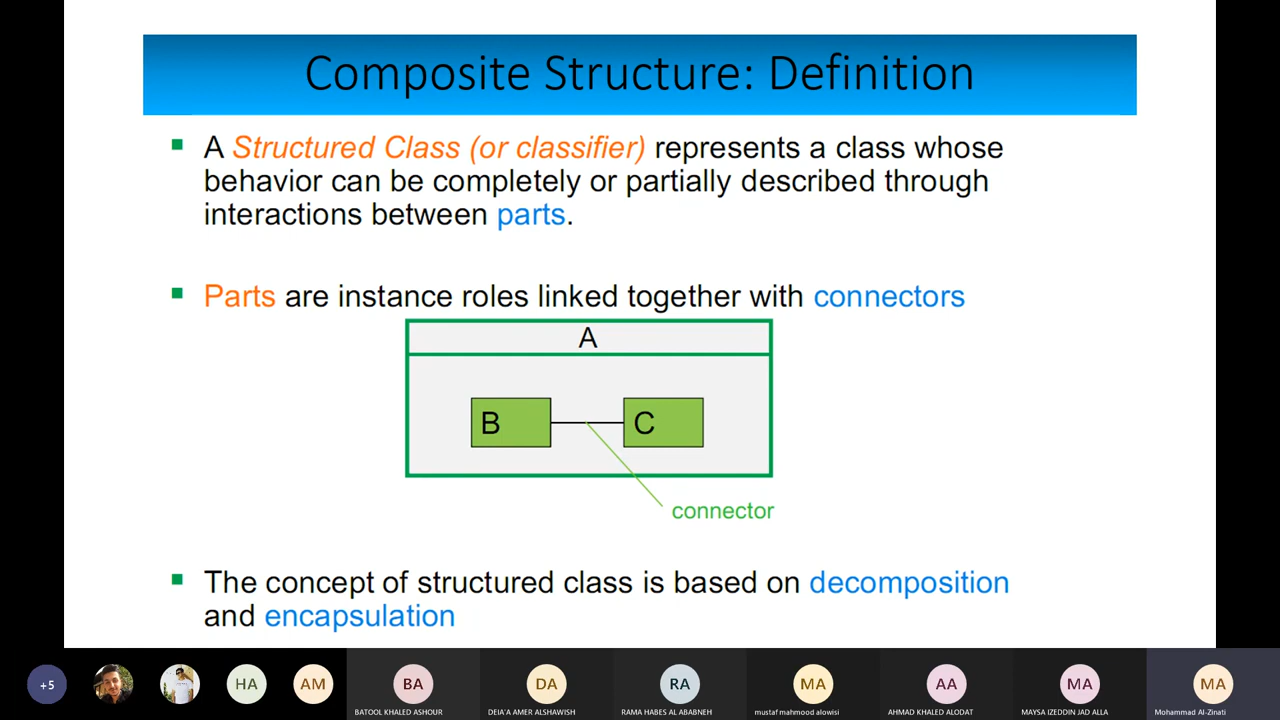 Composite Structure: Definition
A Structured Class (or classifier) represents a class whose
behavior can be completely or partially described through
interactions between parts.
Parts are instance roles linked together with connectors
A
B
C
connector
The concept of structured class is based on decomposition
and encapsulation
+5
HA
AM
BA
DA
RA
MA
AA
MA
MA
BATOOL KHALED ASHOUR
DEIA'A AMER ALSHAWISH
RAMA HABES AL ABABNEH
mustaf mahmood alowisi
AHMAD KHALED ALODAT
MAYSA IZEDDIN JAD ALLA
Mohammad Al-Zinati